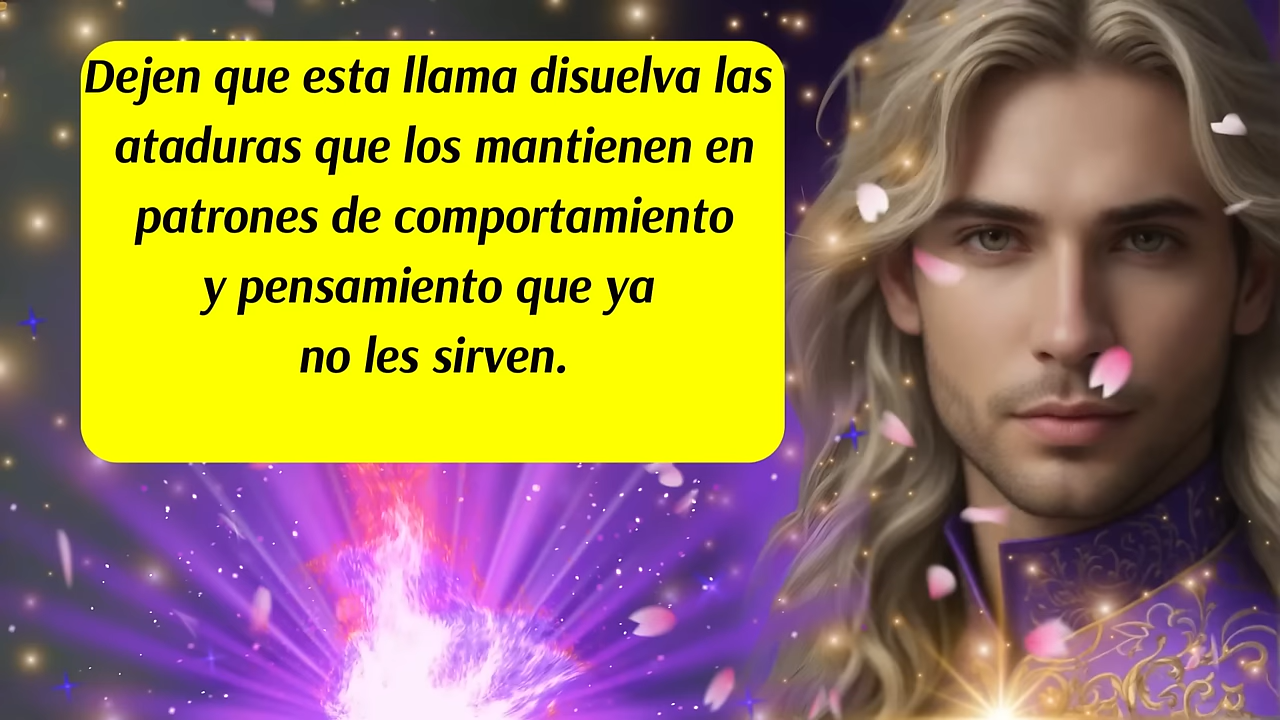 Dejen que esta llama disuelva las
ataduras que los mantienen en
patrones de comportamiento
y pensamiento que ya
no les sirven.